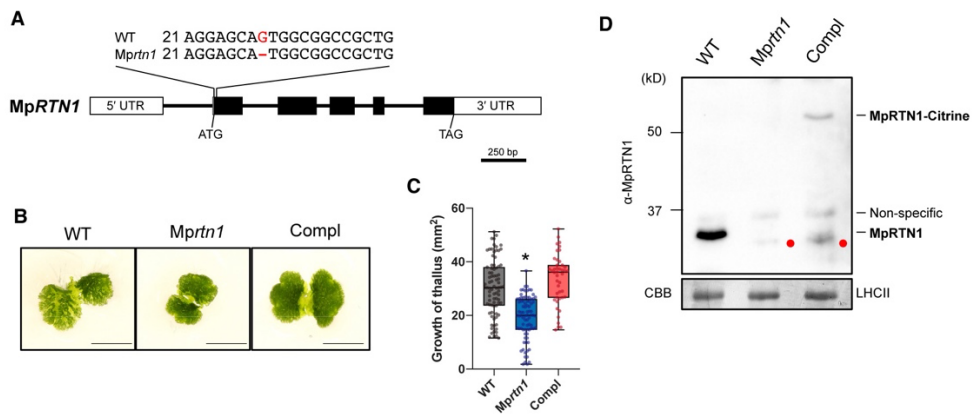 A
WT 21 AGGAGCAGTGGCGGCCGCTG
Mprtn1 21 AGGAGCA–TGGCGGCCGCTG
MpRTN1 5′ UTR 3′ UTR
ATG TAG
250 bp
B
WT Mprtn1 Compl
C
Growth of thallus (mm²)
60
40
20
0
*
WT Mprtn1 Compl
D
WT Mprtn1 Compl
(kD)
α-MpRTN1
50
37
MpRTN1-Citrine
Non-specific
MpRTN1
CBB LHCII